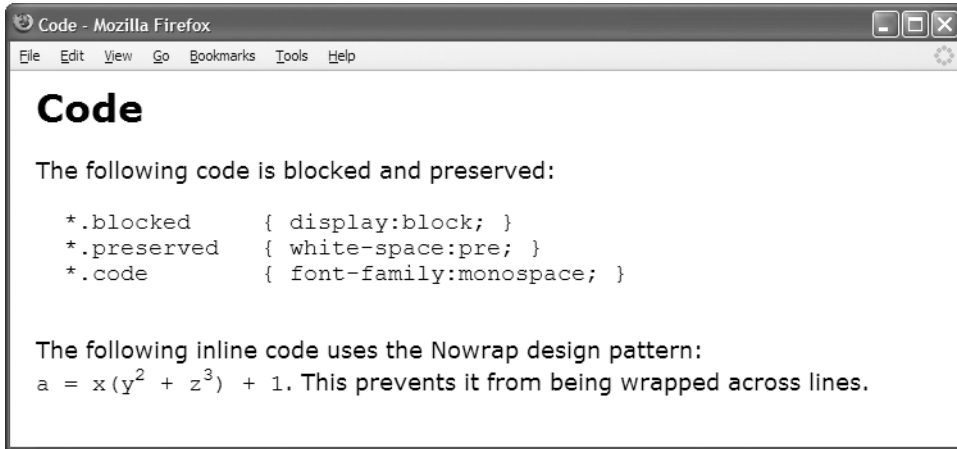 Code - Mozilla Firefox
File Edit View Go Bookmarks Tools Help
Code
The following code is blocked and preserved:
*.blocked     { display:block; }
*.preserved   { white-space:pre; }
*.code        { font-family:monospace; }
The following inline code uses the Nowrap design pattern:
a = x(y² + z³) + 1. This prevents it from being wrapped across lines.